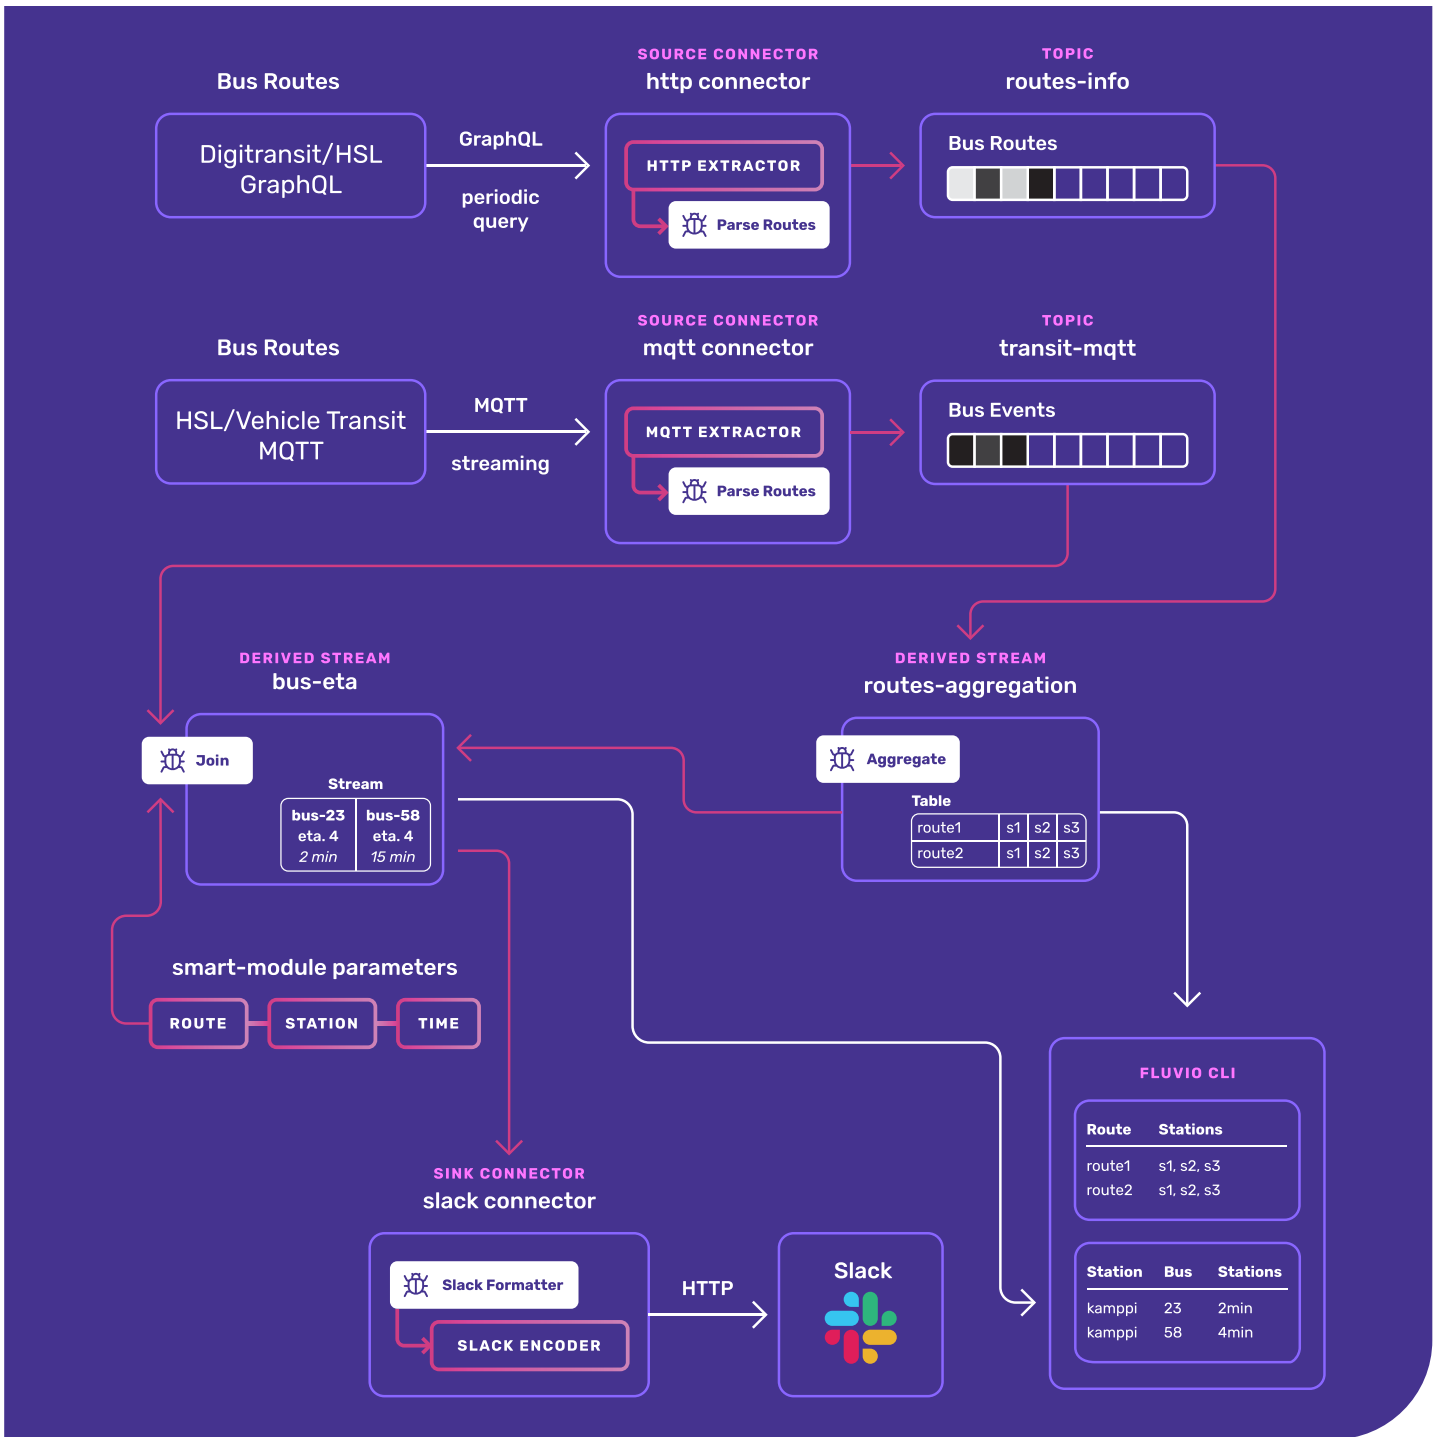 Bus Routes
Digitransit/HSL
GraphQL
GraphQL
periodic
query
SOURCE CONNECTOR
http connector
HTTP EXTRACTOR
Parse Routes
TOPIC
routes-info
Bus Routes
Bus Routes
HSL/Vehicle Transit
MQTT
MQTT
streaming
SOURCE CONNECTOR
mqtt connector
MQTT EXTRACTOR
Parse Routes
TOPIC
transit-mqtt
Bus Events
DERIVED STREAM
bus-eta
Join
Stream
bus-23 bus-58
eta. 4 eta. 4
2 min 15 min
DERIVED STREAM
routes-aggregation
Aggregate
Table
route1 s1 s2 s3
route2 s1 s2 s3
smart-module parameters
ROUTE STATION TIME
SINK CONNECTOR
slack connector
Slack Formatter
SLACK ENCODER
HTTP
Slack
FLUVIO CLI
Route Stations
route1 s1, s2, s3
route2 s1, s2, s3
Station Bus Stations
kamppi 23 2min
kamppi 58 4min